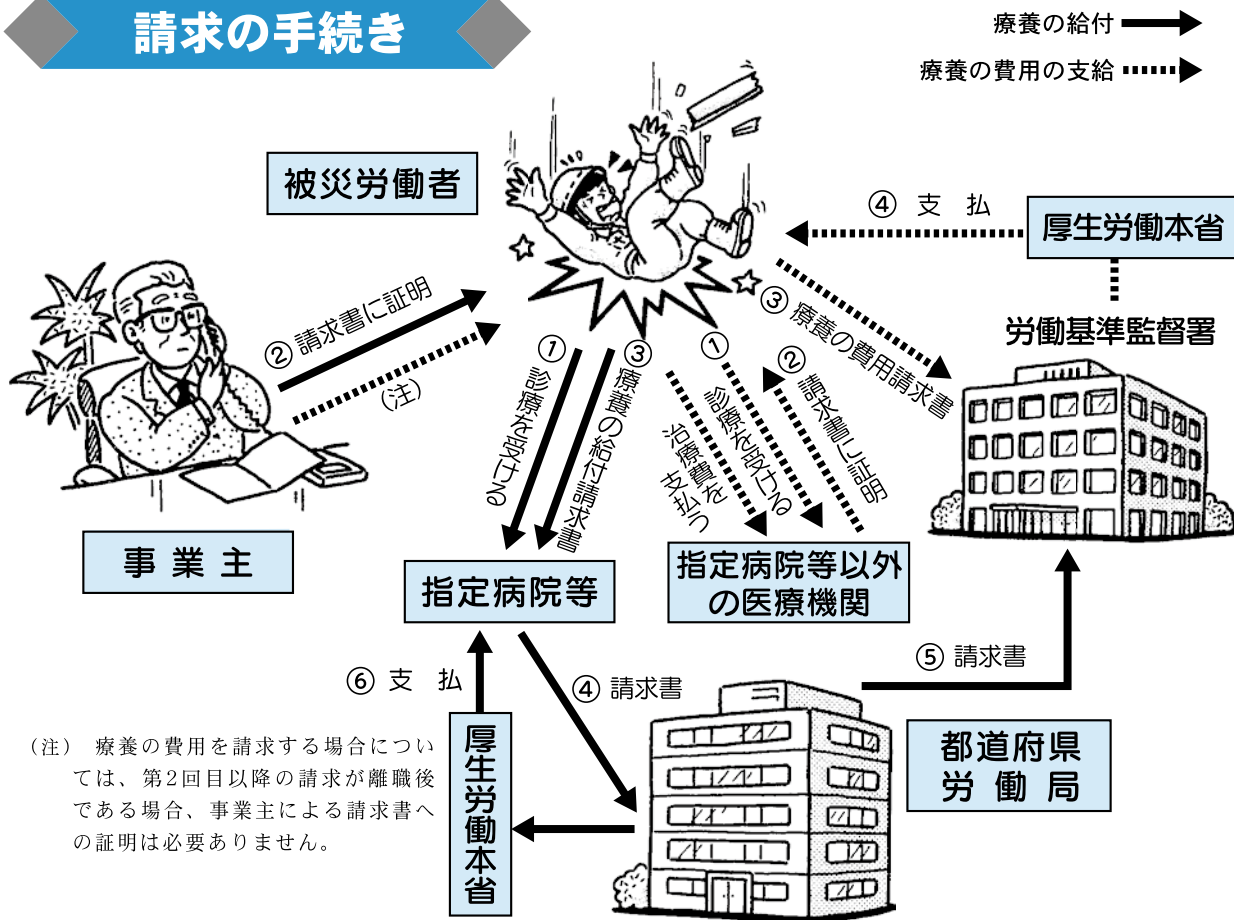 請求の手続き
療養の給付
療養の費用の支給
被災労働者
④ 支 払
厚生労働本省
② 請求書に証明
(注)
③ 療養の費用請求書
労働基準監督署
① 診療を受ける
③ 療養の給付請求書
治療費を
支払う
① 診療を受ける
② 請求書に証明
事 業 主
指定病院等
指定病院等以外
の医療機関
⑥ 支 払
④ 請求書
⑤ 請求書
厚生労働本省
都道府県
労 働 局
(注) 療養の費用を請求する場合につい
ては、第2回目以降の請求が離職後
である場合、事業主による請求書へ
の証明は必要ありません。